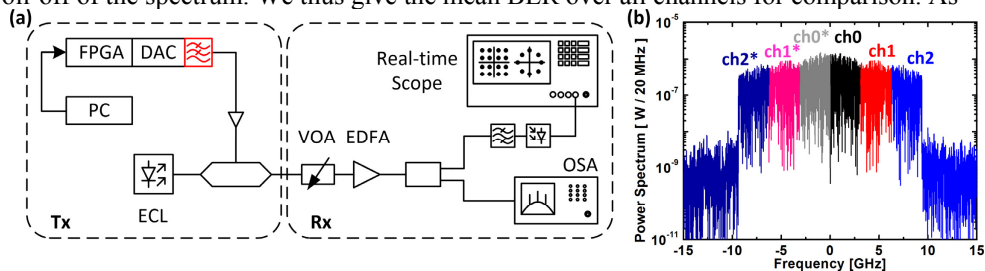 roll-off of the spectrum. We thus give the mean BER over all channels for comparison. As
(a)
FPGA DAC
PC
ECL
Tx
VOA EDFA
Real-time
Scope
OSA
Rx
(b)
Power Spectrum [ W / 20 MHz ]
10-5
10-7
10-9
10-11
ch2* ch1* ch0* ch0 ch1 ch2
-15 -10 -5 0 5 10 15
Frequency [GHz]